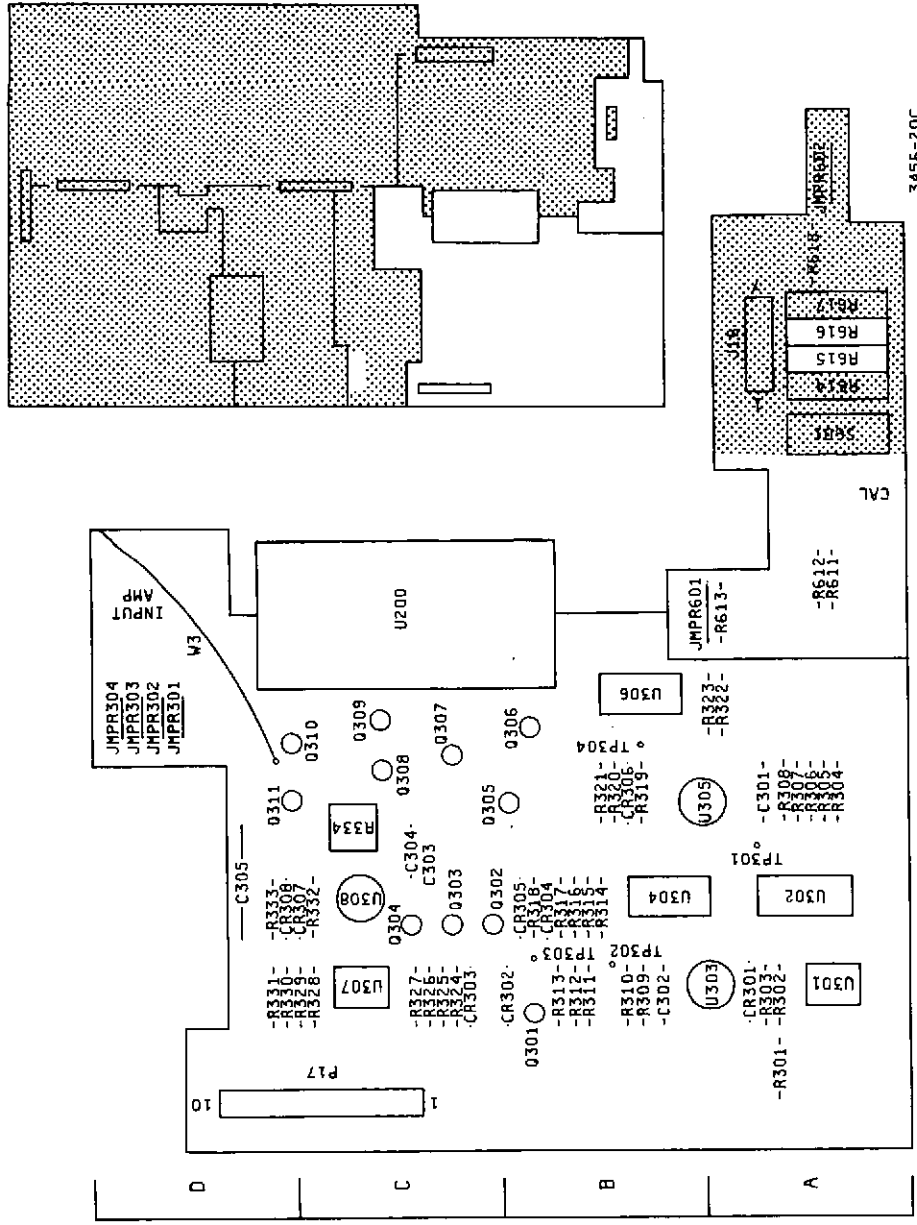 JMPR304
JMPR303
JMPR302
JMPR301
INPUT
AMP
W3
Q311
Q310
Q309
Q308
Q307
Q306
Q305
U200
C305
-R333-
·CR308·
·CR307·
-R332-
U308
R334
·C304·
C303
Q304
Q303
Q302
-R331-
-R330-
-R329-
-R328-
U307
-R327-
-R326-
-R325-
-R324-
·CR303·
P17
10
1
·CR302·
Q301
TP303
·CR305·
-R318-
·CR304·
-R317-
-R316-
-R315-
-R314-
-R313-
-R312-
-R311-
TP302
-R310-
-R309-
-C302-
U303
U304
-R321-
-R320-
·CR306·
-R319-
TP304
U306
U305
-R323-
-R322-
JMPR601
-R613-
-R612-
-R611-
TP301
-C301-
-R308-
-R307-
-R306-
-R305-
-R304-
U302
·CR301·
-R303-
-R302-
-R301-
U301
CAL
S601
R614
R615
R616
R617
-R618-
JMPR602
J18
1
D
C
B
A